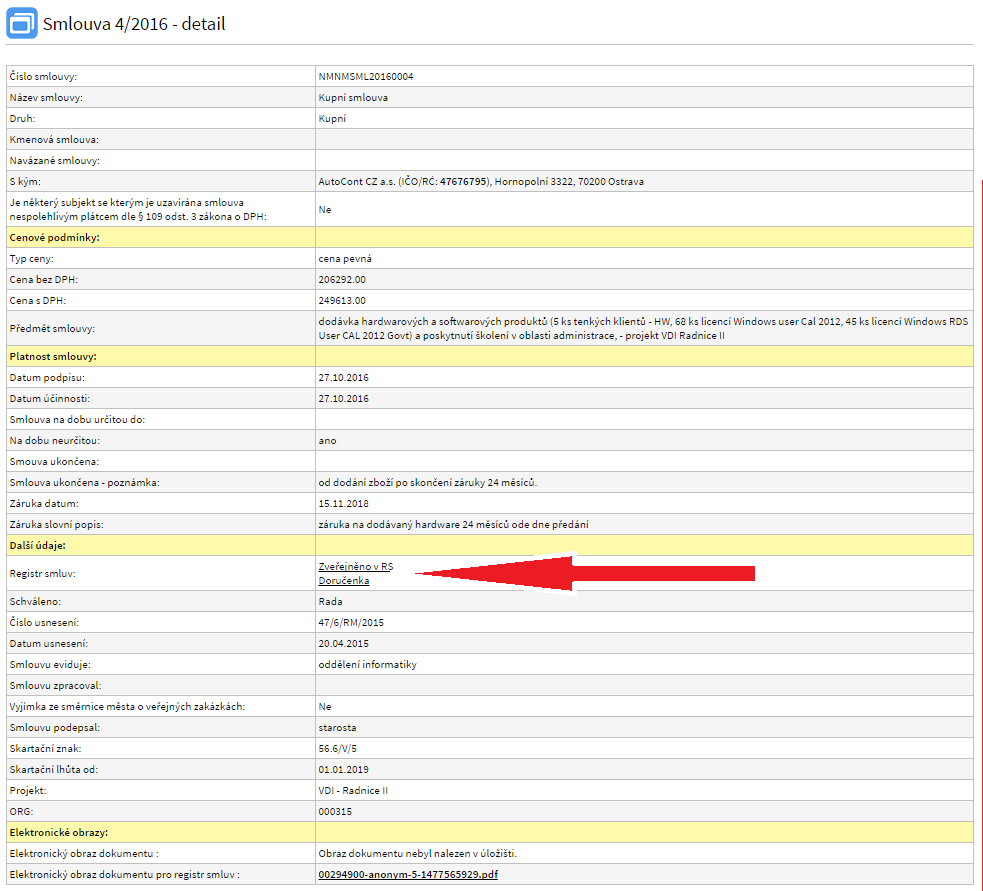 Smlouva 4/2016 - detail
Číslo smlouvy: NMNMSML20160004
Název smlouvy: Kupní smlouva
Druh: Kupní
Kmenová smlouva:
Navázané smlouvy:
S kým: AutoCont CZ a.s. (IČO/RČ: 47676795), Hornopolní 3322, 70200 Ostrava
Je některý subjekt se kterým je uzavírána smlouva
nespolehlivým plátcem dle § 109 odst. 3 zákona o DPH: Ne
Cenové podmínky:
Typ ceny: cena pevná
Cena bez DPH: 206292.00
Cena s DPH: 249613.00
Předmět smlouvy: dodávka hardwarových a softwarových produktů (5 ks tenkých klientů - HW, 68 ks licencí Windows user Cal 2012, 45 ks licencí Windows RDS
User CAL 2012 Govt) a poskytnutí školení v oblasti administrace, - projekt VDI Radnice II
Platnost smlouvy:
Datum podpisu: 27.10.2016
Datum účinnosti: 27.10.2016
Smlouva na dobu určitou do:
Na dobu neurčitou: ano
Smouva ukončena:
Smlouva ukončena - poznámka: od dodání zboží po skončení záruky 24 měsíců.
Záruka datum: 15.11.2018
Záruka slovní popis: záruka na dodávaný hardware 24 měsíců ode dne předání
Další údaje:
Registr smluv: Zveřejněno v RS
Doručenka
Schváleno: Rada
Číslo usnesení: 47/6/RM/2015
Datum usnesení: 20.04.2015
Smlouvu eviduje: oddělení informatiky
Smlouvu zpracoval:
Vyjímka ze směrnice města o veřejných zakázkách: Ne
Smlouvu podepsal: starosta
Skartační znak: 56.6/V/5
Skartační lhůta od: 01.01.2019
Projekt: VDI - Radnice II
ORG: 000315
Elektronické obrazy:
Elektronický obraz dokumentu : Obraz dokumentu nebyl nalezen v úložišti.
Elektronický obraz dokumentu pro registr smluv : 00294900-anonym-5-1477565929.pdf